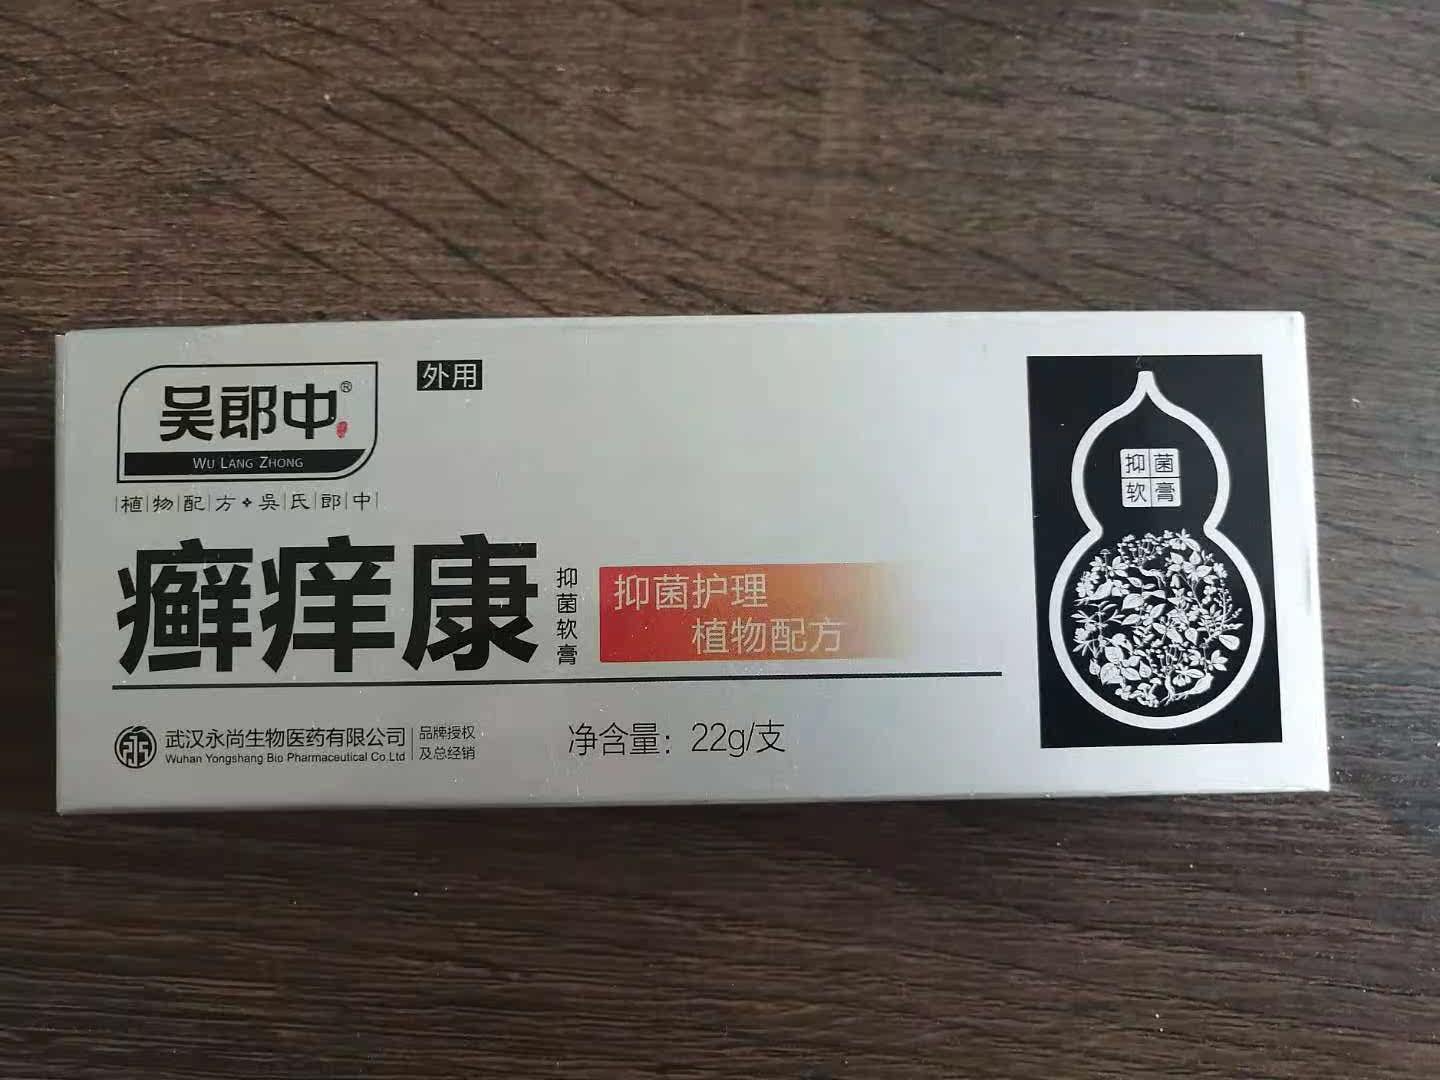 吴郎中®
WU LANG ZHONG
植物配方❖吳氏郎中
外用
癣痒康
抑菌软膏
抑菌护理
植物配方
武汉永尚生物医药有限公司
Wuhan Yongshang Bio Pharmaceutical Co.Ltd
品牌授权
及总经销
净含量：22g/支
抑菌
软膏